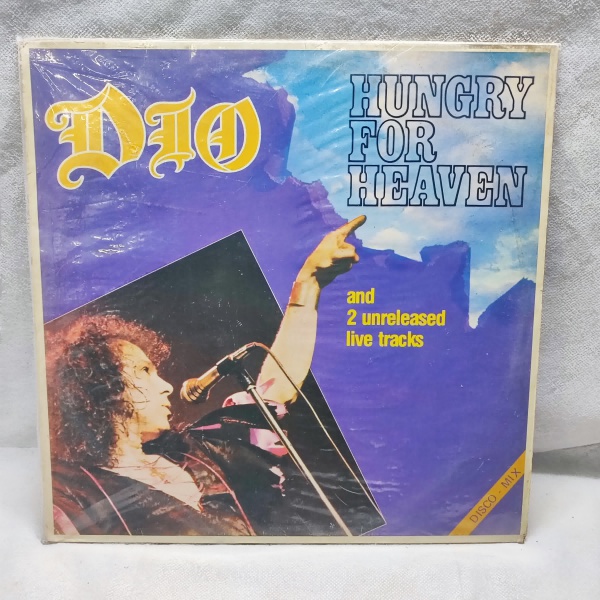 DIO
HUNGRY
FOR
HEAVEN
and
2 unreleased
live tracks
DISCO - MIX